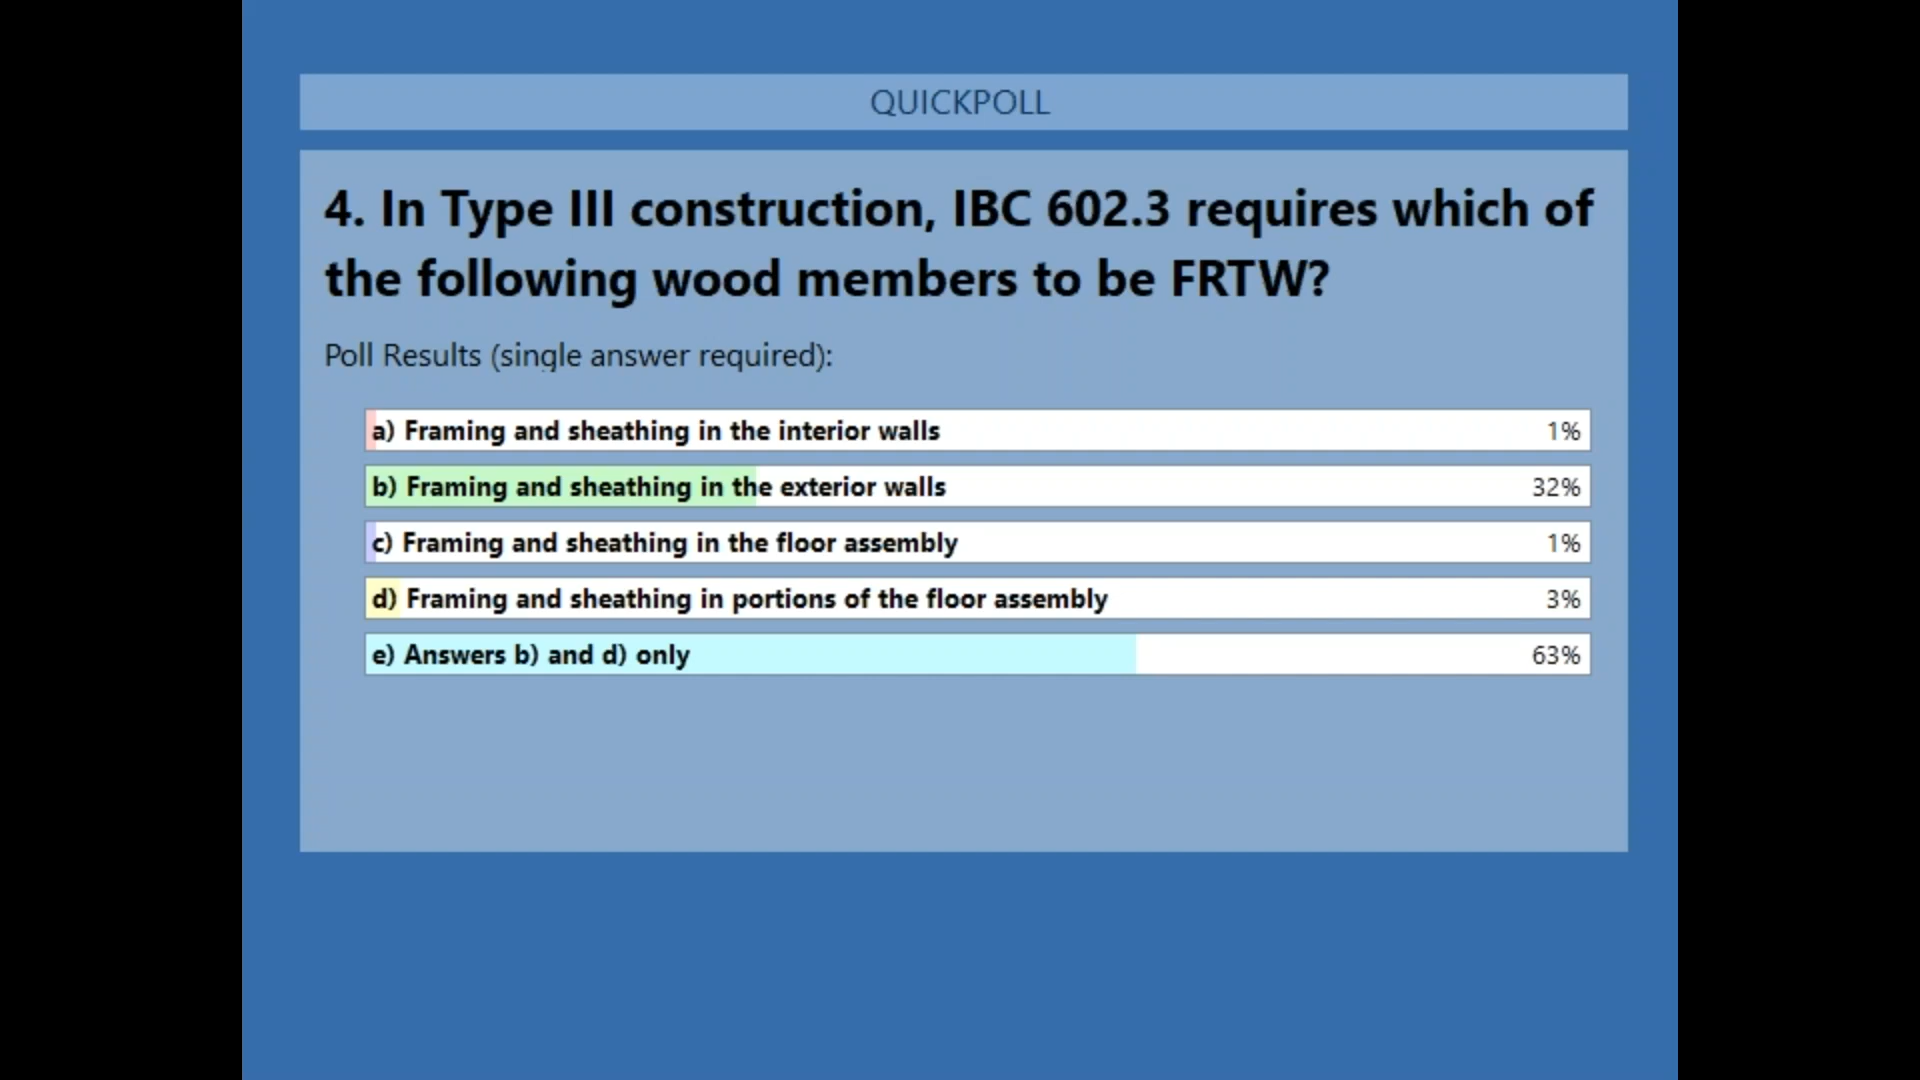 QUICKPOLL
4. In Type III construction, IBC 602.3 requires which of
the following wood members to be FRTW?
Poll Results (single answer required):
a) Framing and sheathing in the interior walls 1%
b) Framing and sheathing in the exterior walls 32%
c) Framing and sheathing in the floor assembly 1%
d) Framing and sheathing in portions of the floor assembly 3%
e) Answers b) and d) only 63%